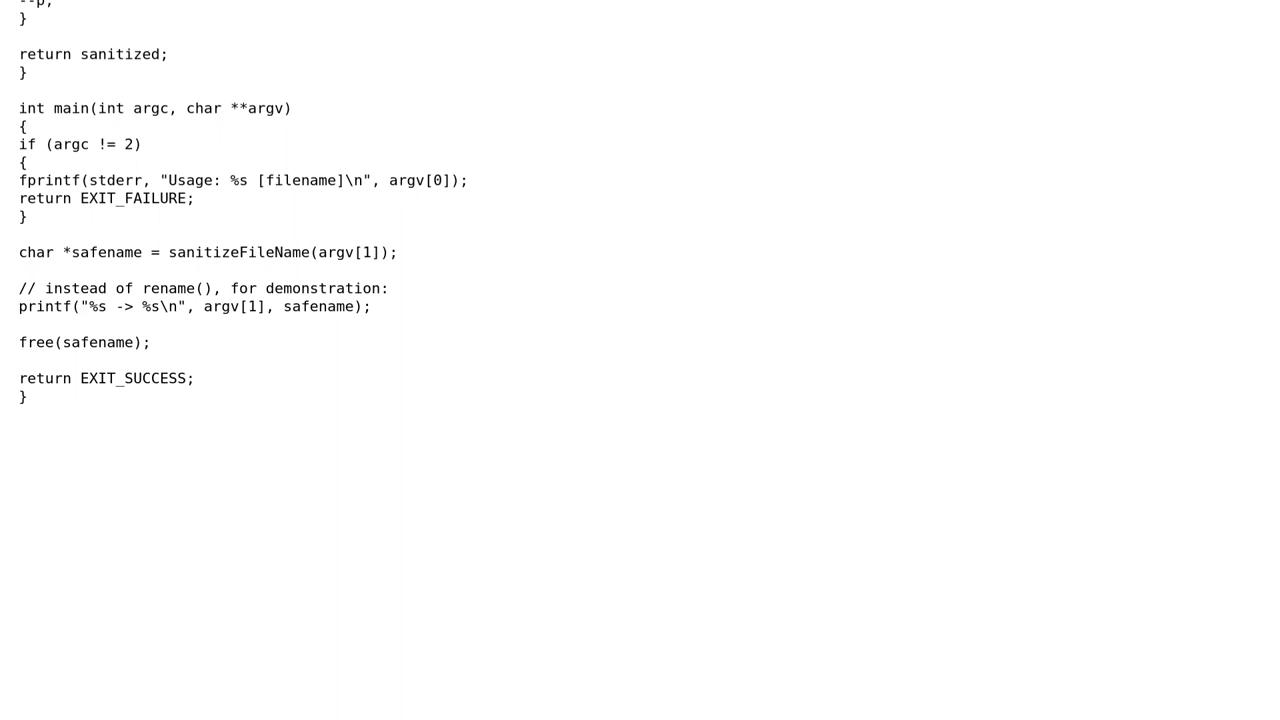 --p;
}
return sanitized;
}
int main(int argc, char **argv)
{
if (argc != 2)
{
fprintf(stderr, "Usage: %s [filename]\n", argv[0]);
return EXIT_FAILURE;
}
char *safename = sanitizeFileName(argv[1]);
// instead of rename(), for demonstration:
printf("%s -> %s\n", argv[1], safename);
free(safename);
return EXIT_SUCCESS;
}